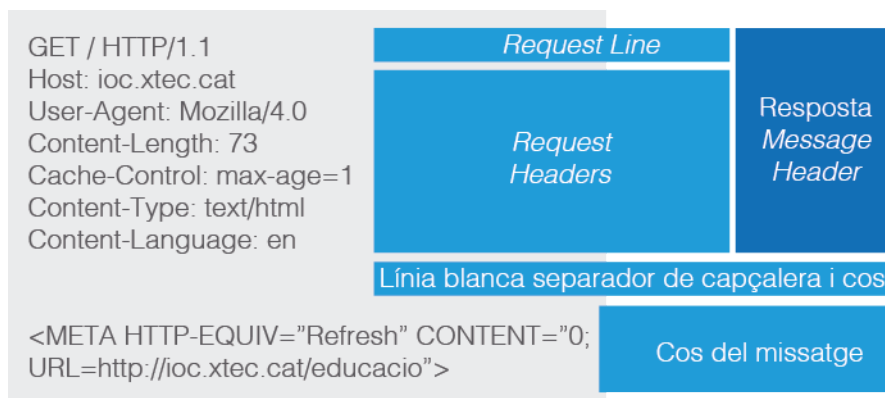 GET / HTTP/1.1
Host: ioc.xtec.cat
User-Agent: Mozilla/4.0
Content-Length: 73
Cache-Control: max-age=1
Content-Type: text/html
Content-Language: en
<META HTTP-EQUIV=”Refresh” CONTENT=”0;
URL=http://ioc.xtec.cat/educacio”>
Request Line
Request
Headers
Resposta
Message
Header
Línia blanca separador de capçalera i cos
Cos del missatge